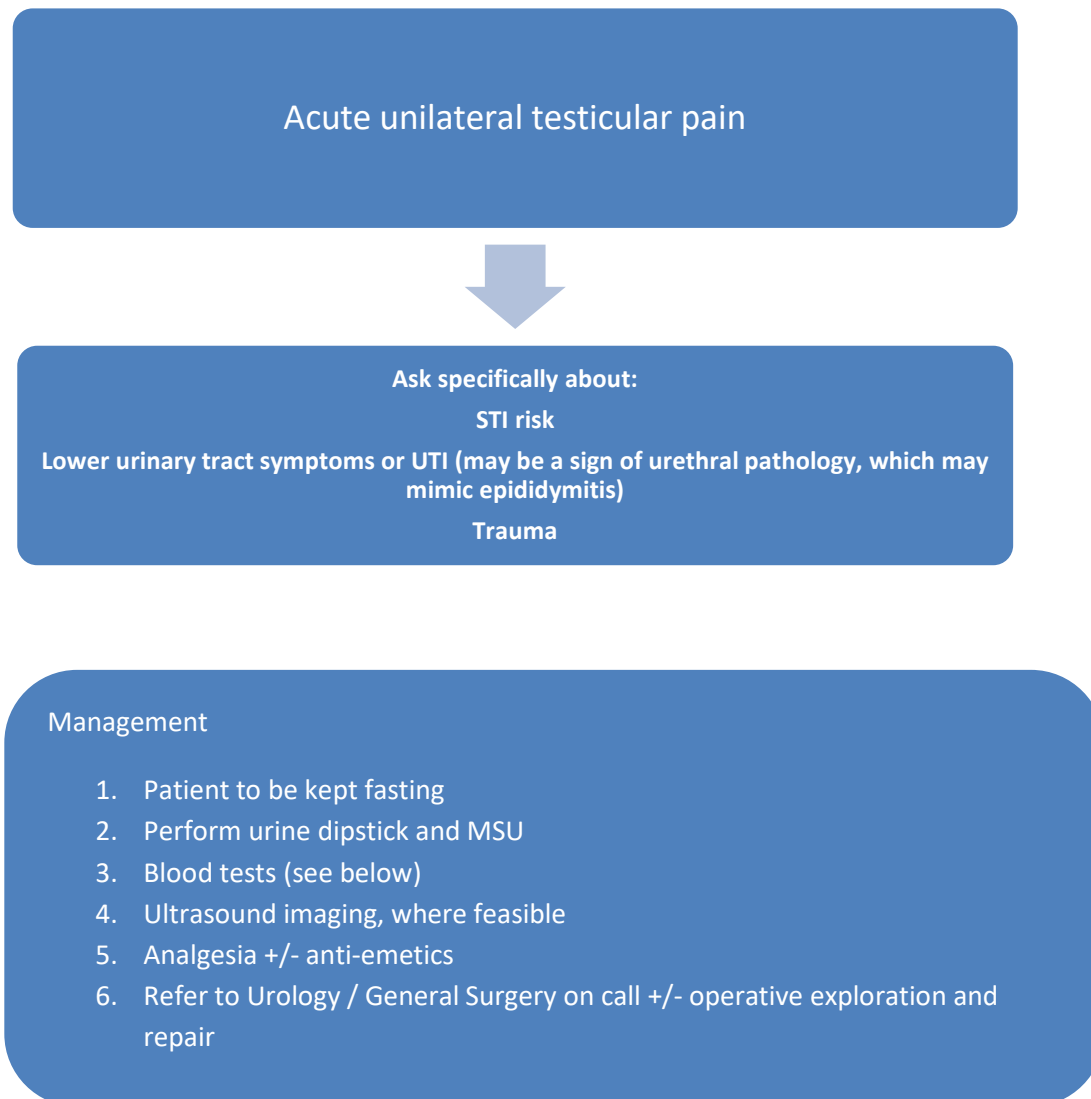 Acute unilateral testicular pain
Ask specifically about:
STI risk
Lower urinary tract symptoms or UTI (may be a sign of urethral pathology, which may
mimic epididymitis)
Trauma
Management
1. Patient to be kept fasting
2. Perform urine dipstick and MSU
3. Blood tests (see below)
4. Ultrasound imaging, where feasible
5. Analgesia +/- anti-emetics
6. Refer to Urology / General Surgery on call +/- operative exploration and
repair